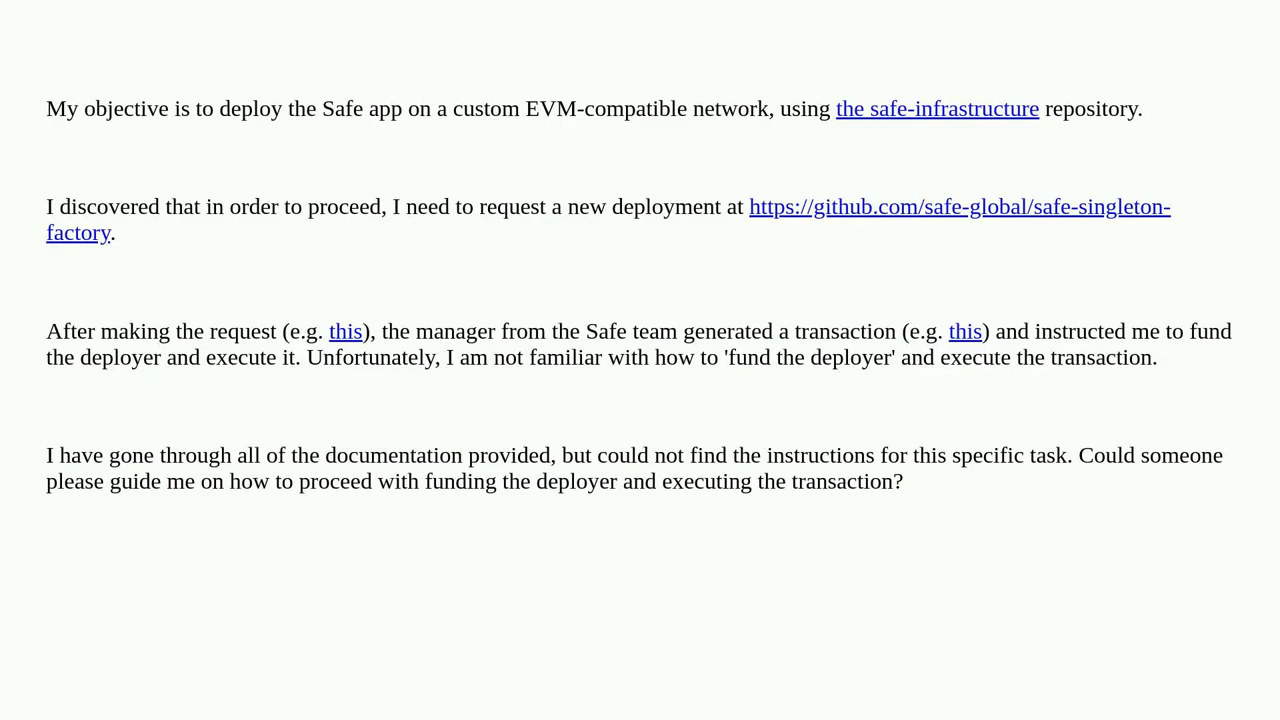 My objective is to deploy the Safe app on a custom EVM-compatible network, using the safe-infrastructure repository.
I discovered that in order to proceed, I need to request a new deployment at https://github.com/safe-global/safe-singleton-
factory.
After making the request (e.g. this), the manager from the Safe team generated a transaction (e.g. this) and instructed me to fund
the deployer and execute it. Unfortunately, I am not familiar with how to 'fund the deployer' and execute the transaction.
I have gone through all of the documentation provided, but could not find the instructions for this specific task. Could someone
please guide me on how to proceed with funding the deployer and executing the transaction?